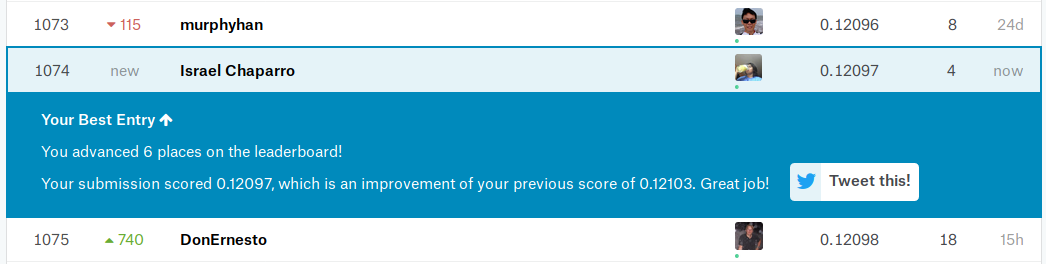 1073 115 murphyhan 0.12096 8 24d
1074 new Israel Chaparro 0.12097 4 now
Your Best Entry
You advanced 6 places on the leaderboard!
Your submission scored 0.12097, which is an improvement of your previous score of 0.12103. Great job! Tweet this!
1075 740 DonErnesto 0.12098 18 15h